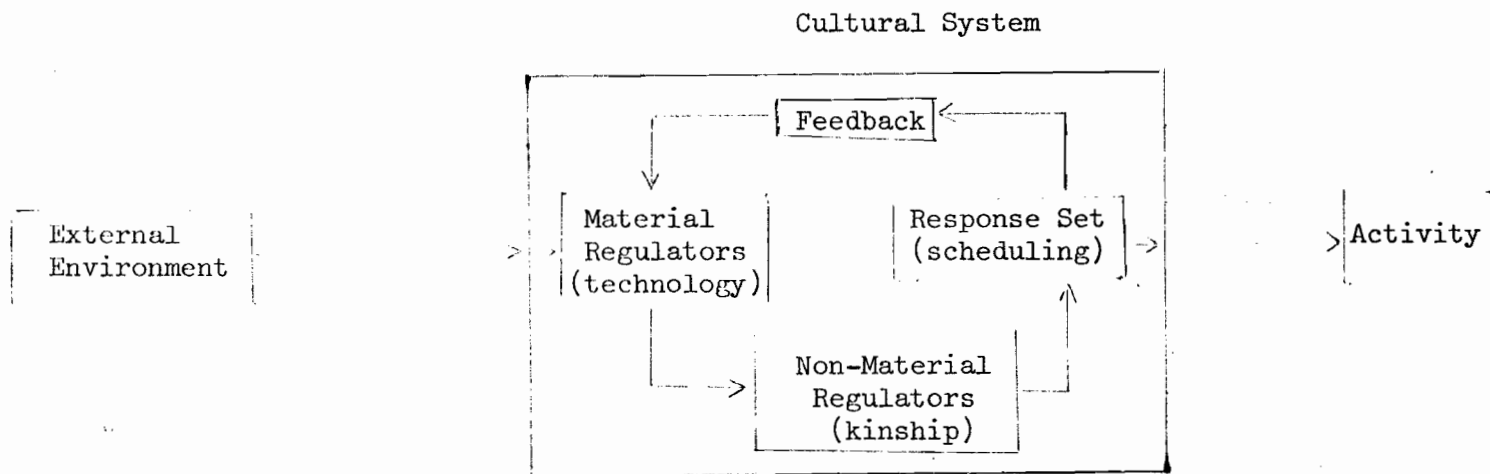 Cultural System
Feedback
External
Environment
Material
Regulators
(technology)
Response Set
(scheduling)
Activity
Non-Material
Regulators
(kinship)